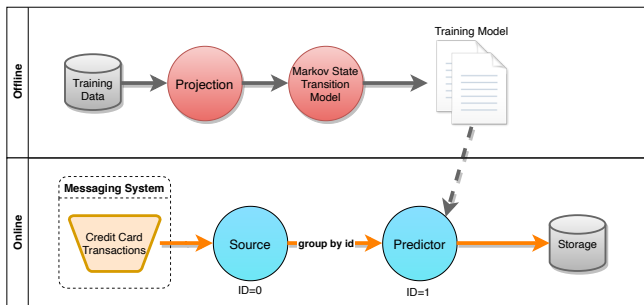 Offline
Training
Data
Projection
Markov State
Transition
Model
Training Model
Online
Messaging System
Credit Card
Transactions
Source
ID=0
group by id
Predictor
ID=1
Storage